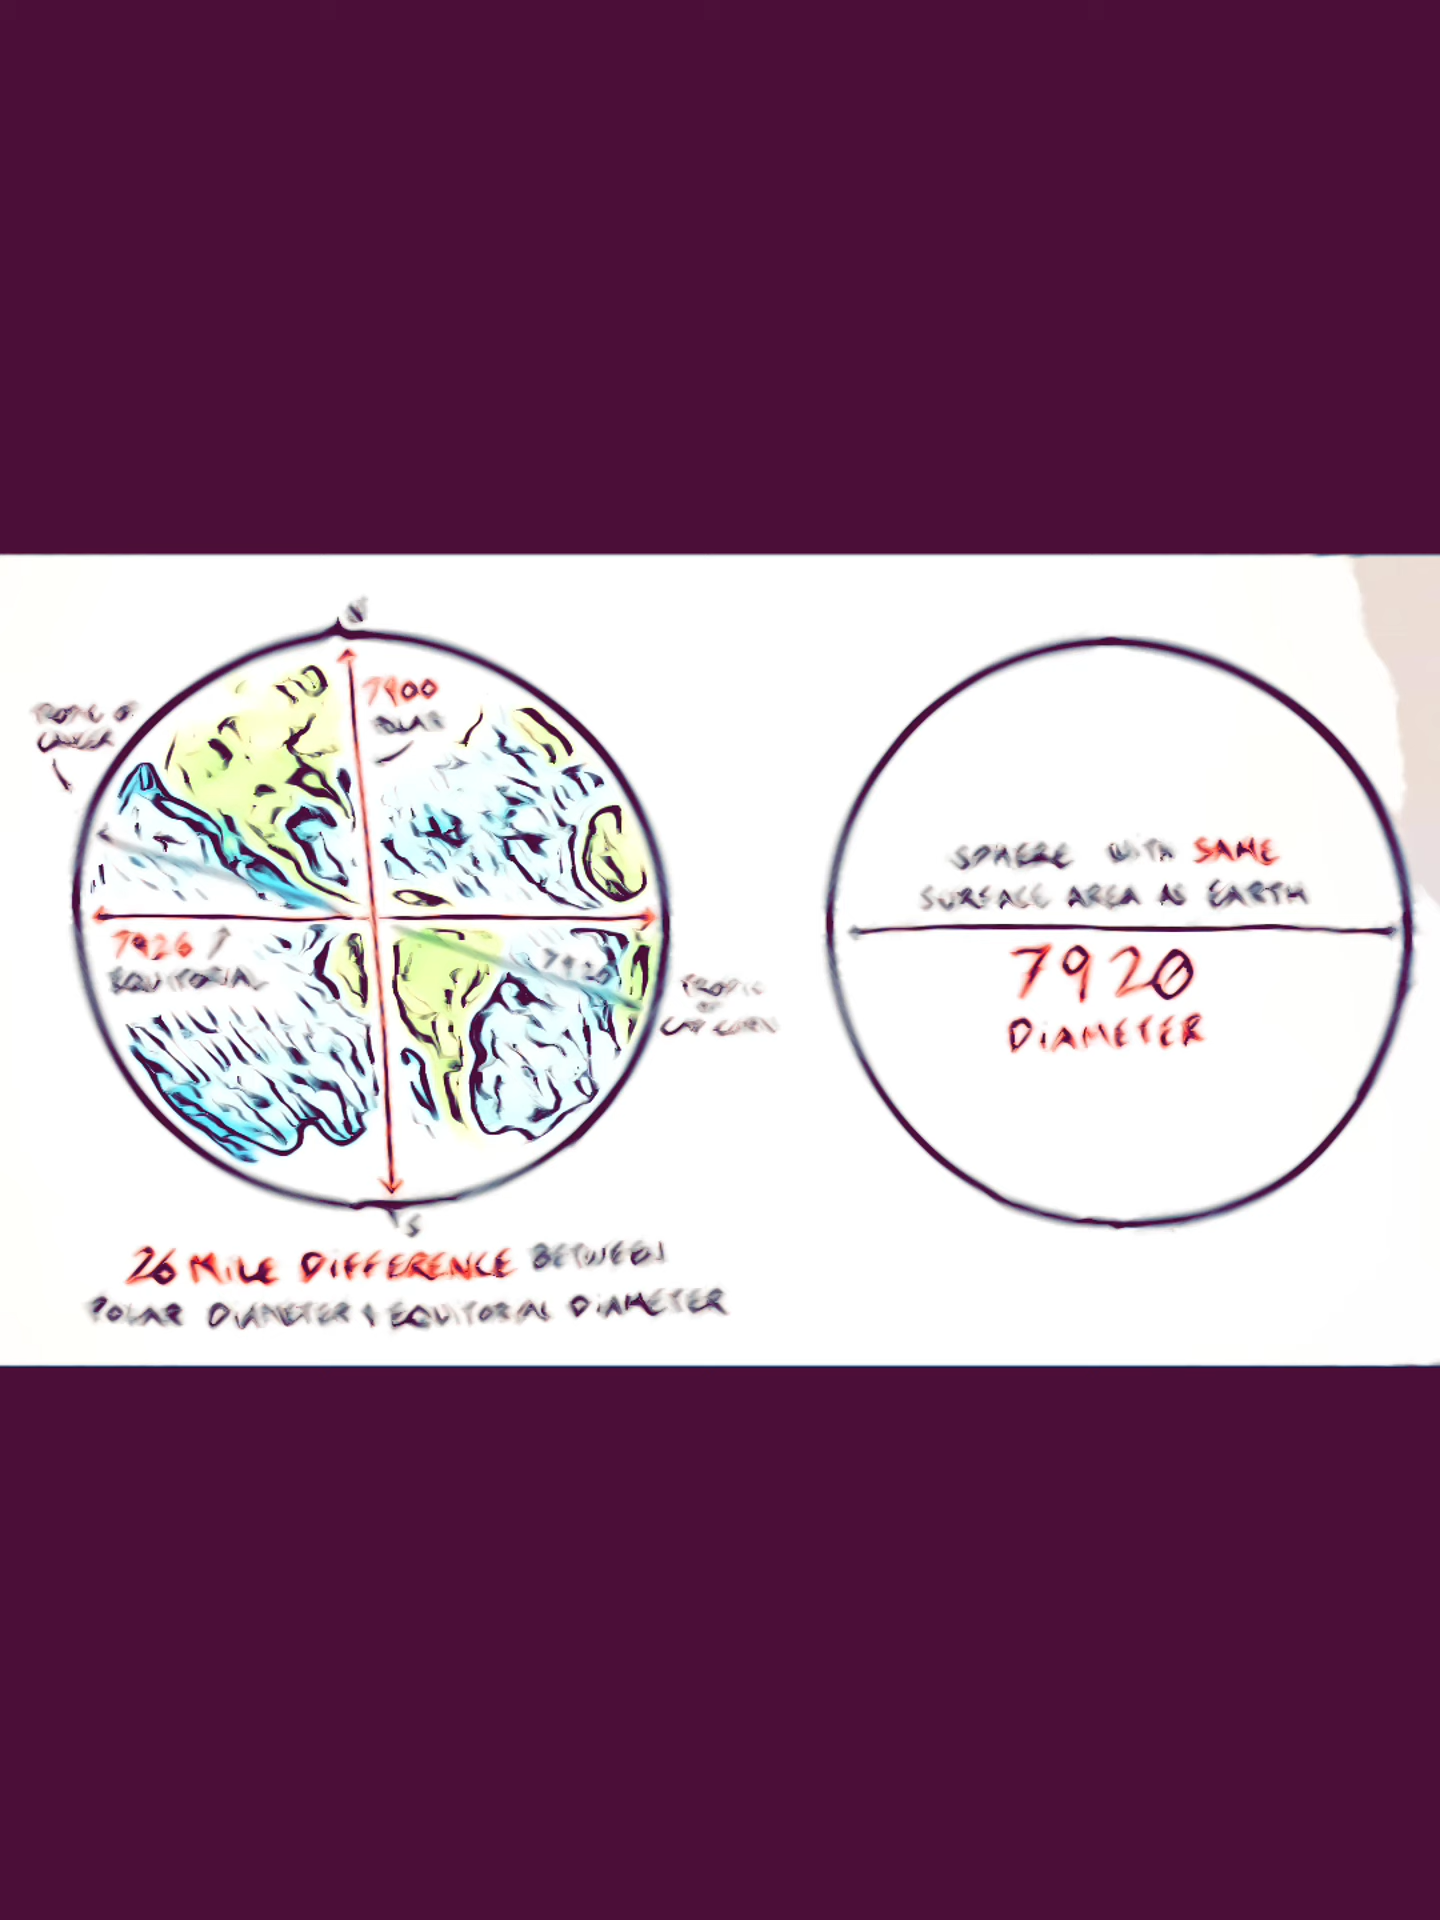 N
7900
POLAR
TROPIC OF
CANCER
7926
EQUITORIAL
7920
TROPIC
OF
CAPCORN
S
26 MILE DIFFERENCE BETWEEN
POLAR DIAMETER & EQUITORIAL DIAMETER
SPHERE WITH SAME
SURFACE AREA AS EARTH
7920
DIAMETER